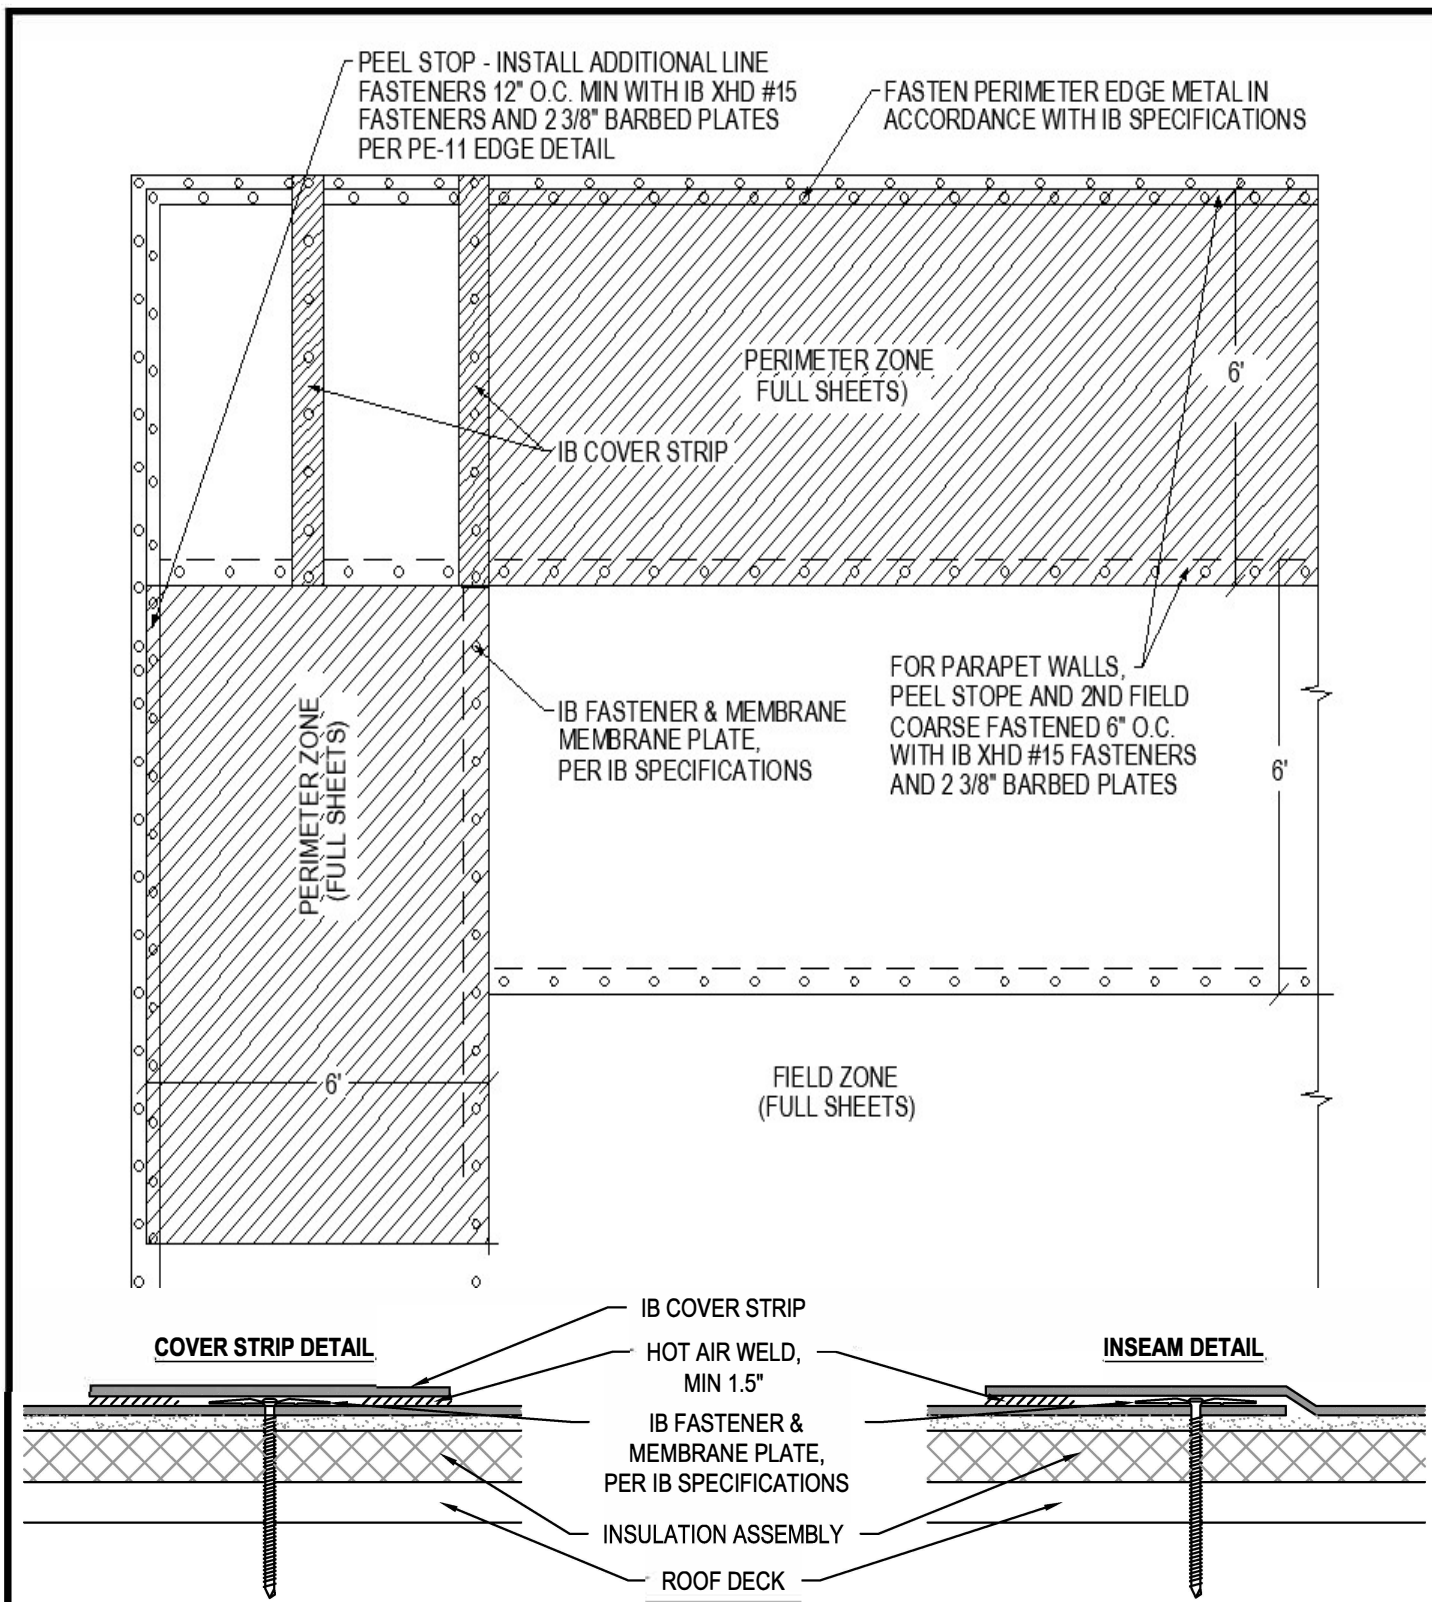 PEEL STOP - INSTALL ADDITIONAL LINE
FASTENERS 12" O.C. MIN WITH IB XHD #15
FASTENERS AND 2 3/8" BARBED PLATES
PER PE-11 EDGE DETAIL
FASTEN PERIMETER EDGE METAL IN
ACCORDANCE WITH IB SPECIFICATIONS
PERIMETER ZONE
FULL SHEETS)
6'
IB COVER STRIP
FOR PARAPET WALLS,
PEEL STOPE AND 2ND FIELD
COARSE FASTENED 6" O.C.
WITH IB XHD #15 FASTENERS
AND 2 3/8" BARBED PLATES
IB FASTENER & MEMBRANE
MEMBRANE PLATE,
PER IB SPECIFICATIONS
PERIMETER ZONE
(FULL SHEETS)
6'
6'
FIELD ZONE
(FULL SHEETS)
COVER STRIP DETAIL
IB COVER STRIP
HOT AIR WELD,
MIN 1.5"
IB FASTENER &
MEMBRANE PLATE,
PER IB SPECIFICATIONS
INSULATION ASSEMBLY
ROOF DECK
INSEAM DETAIL